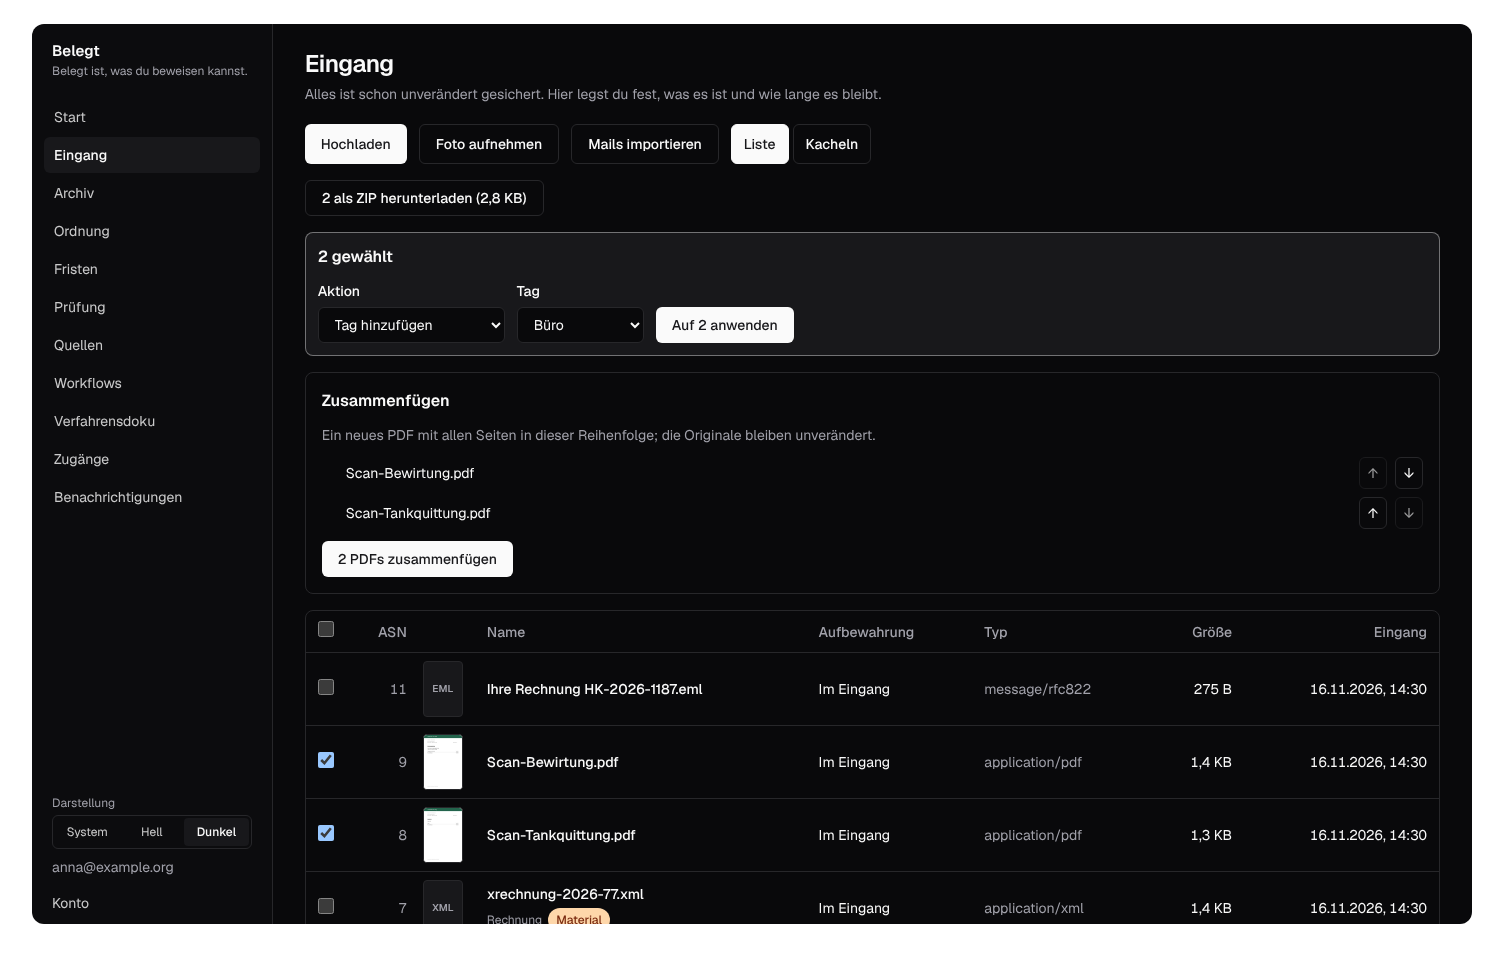 Belegt
Belegt ist, was du beweisen kannst.
Start
Eingang
Archiv
Ordnung
Fristen
Prüfung
Quellen
Workflows
Verfahrensdoku
Zugänge
Benachrichtigungen
Darstellung
System Hell Dunkel
anna@example.org
Konto
Eingang
Alles ist schon unverändert gesichert. Hier legst du fest, was es ist und wie lange es bleibt.
Hochladen Foto aufnehmen Mails importieren Liste Kacheln
2 als ZIP herunterladen (2,8 KB)
2 gewählt
Aktion Tag
Tag hinzufügen Büro Auf 2 anwenden
Zusammenfügen
Ein neues PDF mit allen Seiten in dieser Reihenfolge; die Originale bleiben unverändert.
Scan-Bewirtung.pdf ↑ ↓
Scan-Tankquittung.pdf ↑ ↓
2 PDFs zusammenfügen
ASN Name Aufbewahrung Typ Größe Eingang
11 EML Ihre Rechnung HK-2026-1187.eml Im Eingang message/rfc822 275 B 16.11.2026, 14:30
9 Scan-Bewirtung.pdf Im Eingang application/pdf 1,4 KB 16.11.2026, 14:30
8 Scan-Tankquittung.pdf Im Eingang application/pdf 1,3 KB 16.11.2026, 14:30
7 XML xrechnung-2026-77.xml Im Eingang application/xml 1,4 KB 16.11.2026, 14:30
Rechnung Material